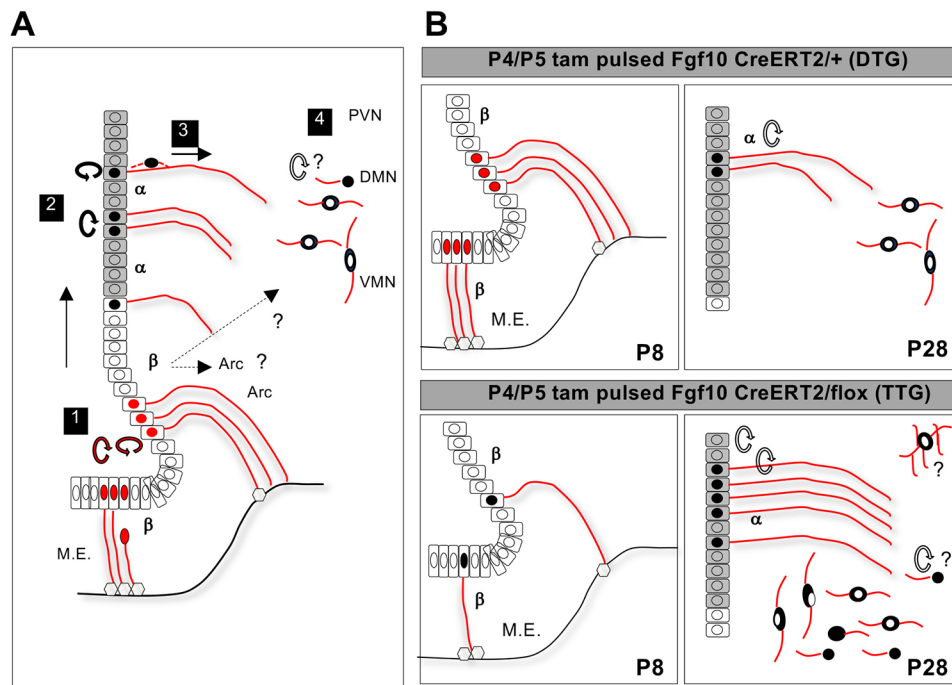 A
4
PVN
3
?
DMN
α
2
α
VMN
?
β
Arc ?
Arc
1
β
M.E.
B
P4/P5 tam pulsed Fgf10 CreERT2/+ (DTG)
β
β
M.E.
P8
α
P28
P4/P5 tam pulsed Fgf10 CreERT2/flox (TTG)
β
β
M.E.
P8
?
α
?
P28